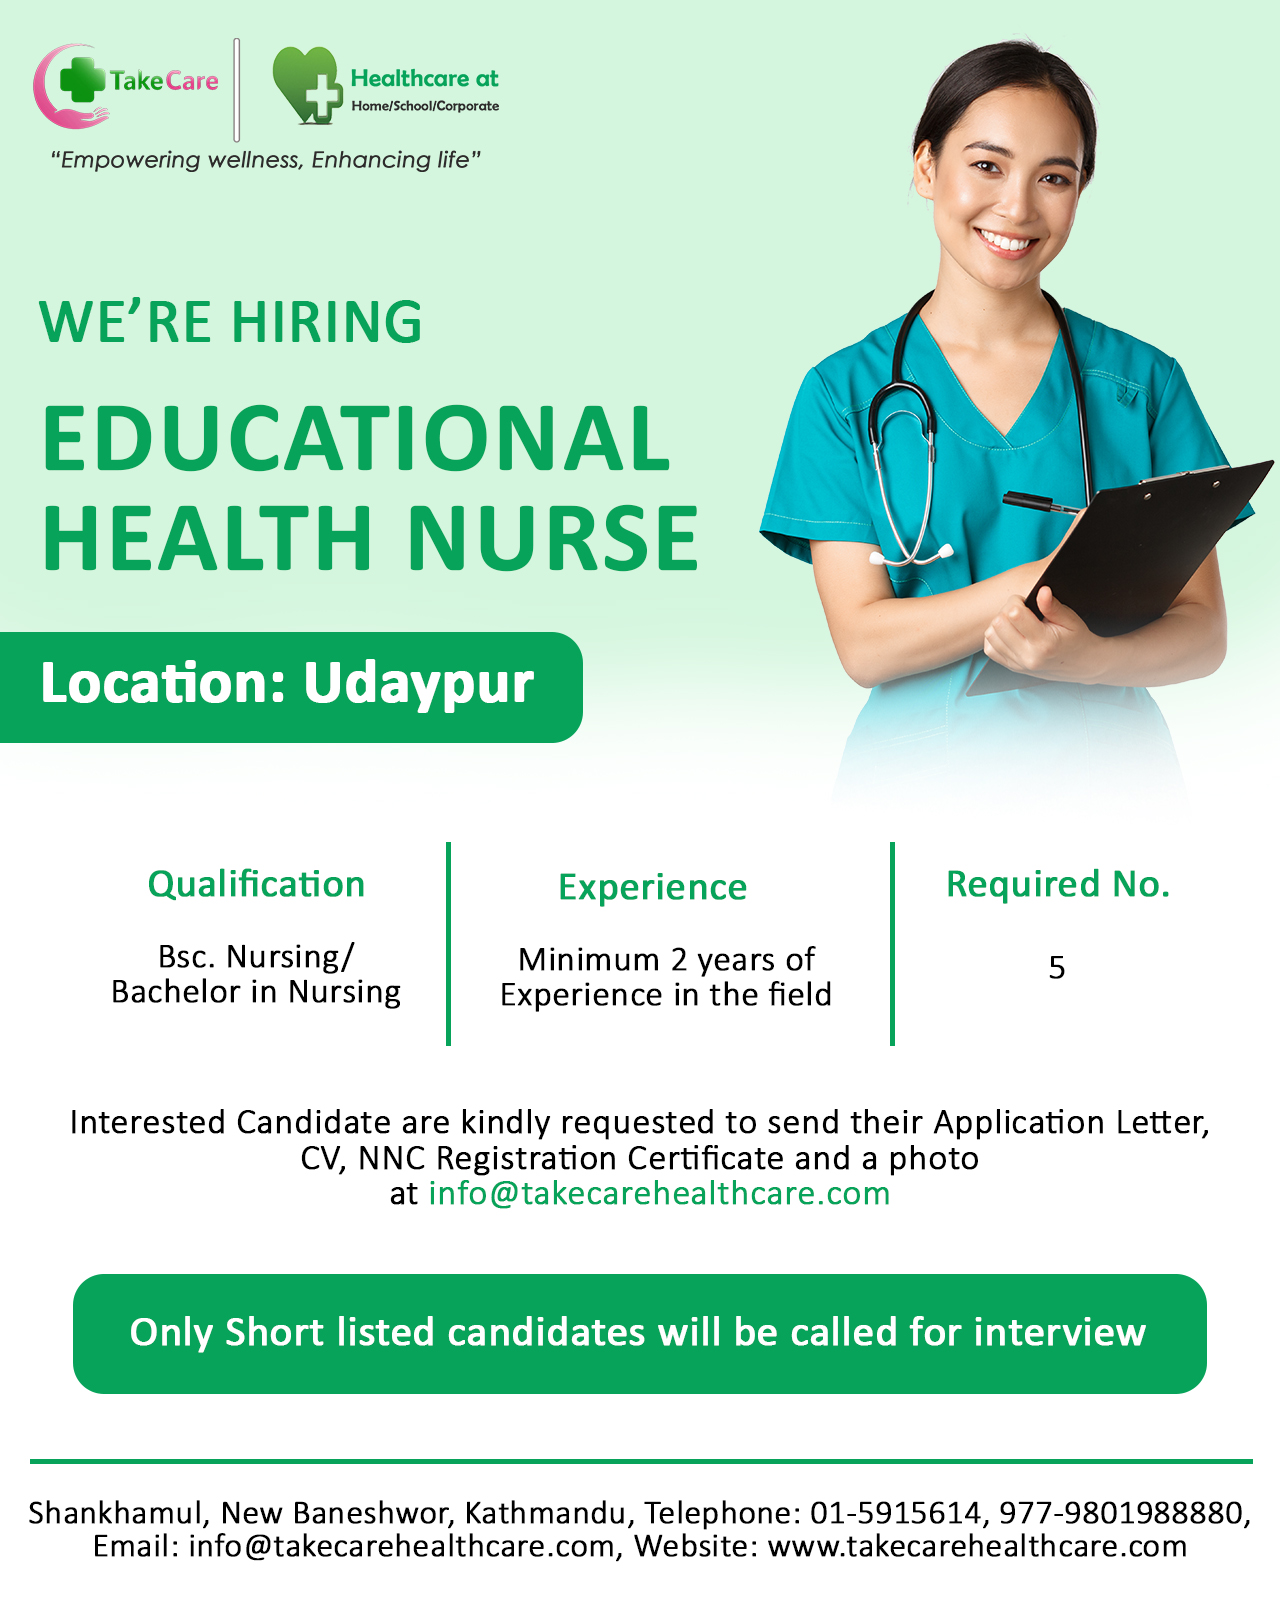 TakeCare
Healthcare at
Home/School/Corporate
“Empowering wellness, Enhancing life”
WE’RE HIRING
EDUCATIONAL
HEALTH NURSE
Location: Udaypur
Qualification
Bsc. Nursing/
Bachelor in Nursing
Experience
Minimum 2 years of
Experience in the field
Required No.
5
Interested Candidate are kindly requested to send their Application Letter,
CV, NNC Registration Certificate and a photo
at info@takecarehealthcare.com
Only Short listed candidates will be called for interview
Shankhamul, New Baneshwor, Kathmandu, Telephone: 01-5915614, 977-9801988880,
Email: info@takecarehealthcare.com, Website: www.takecarehealthcare.com